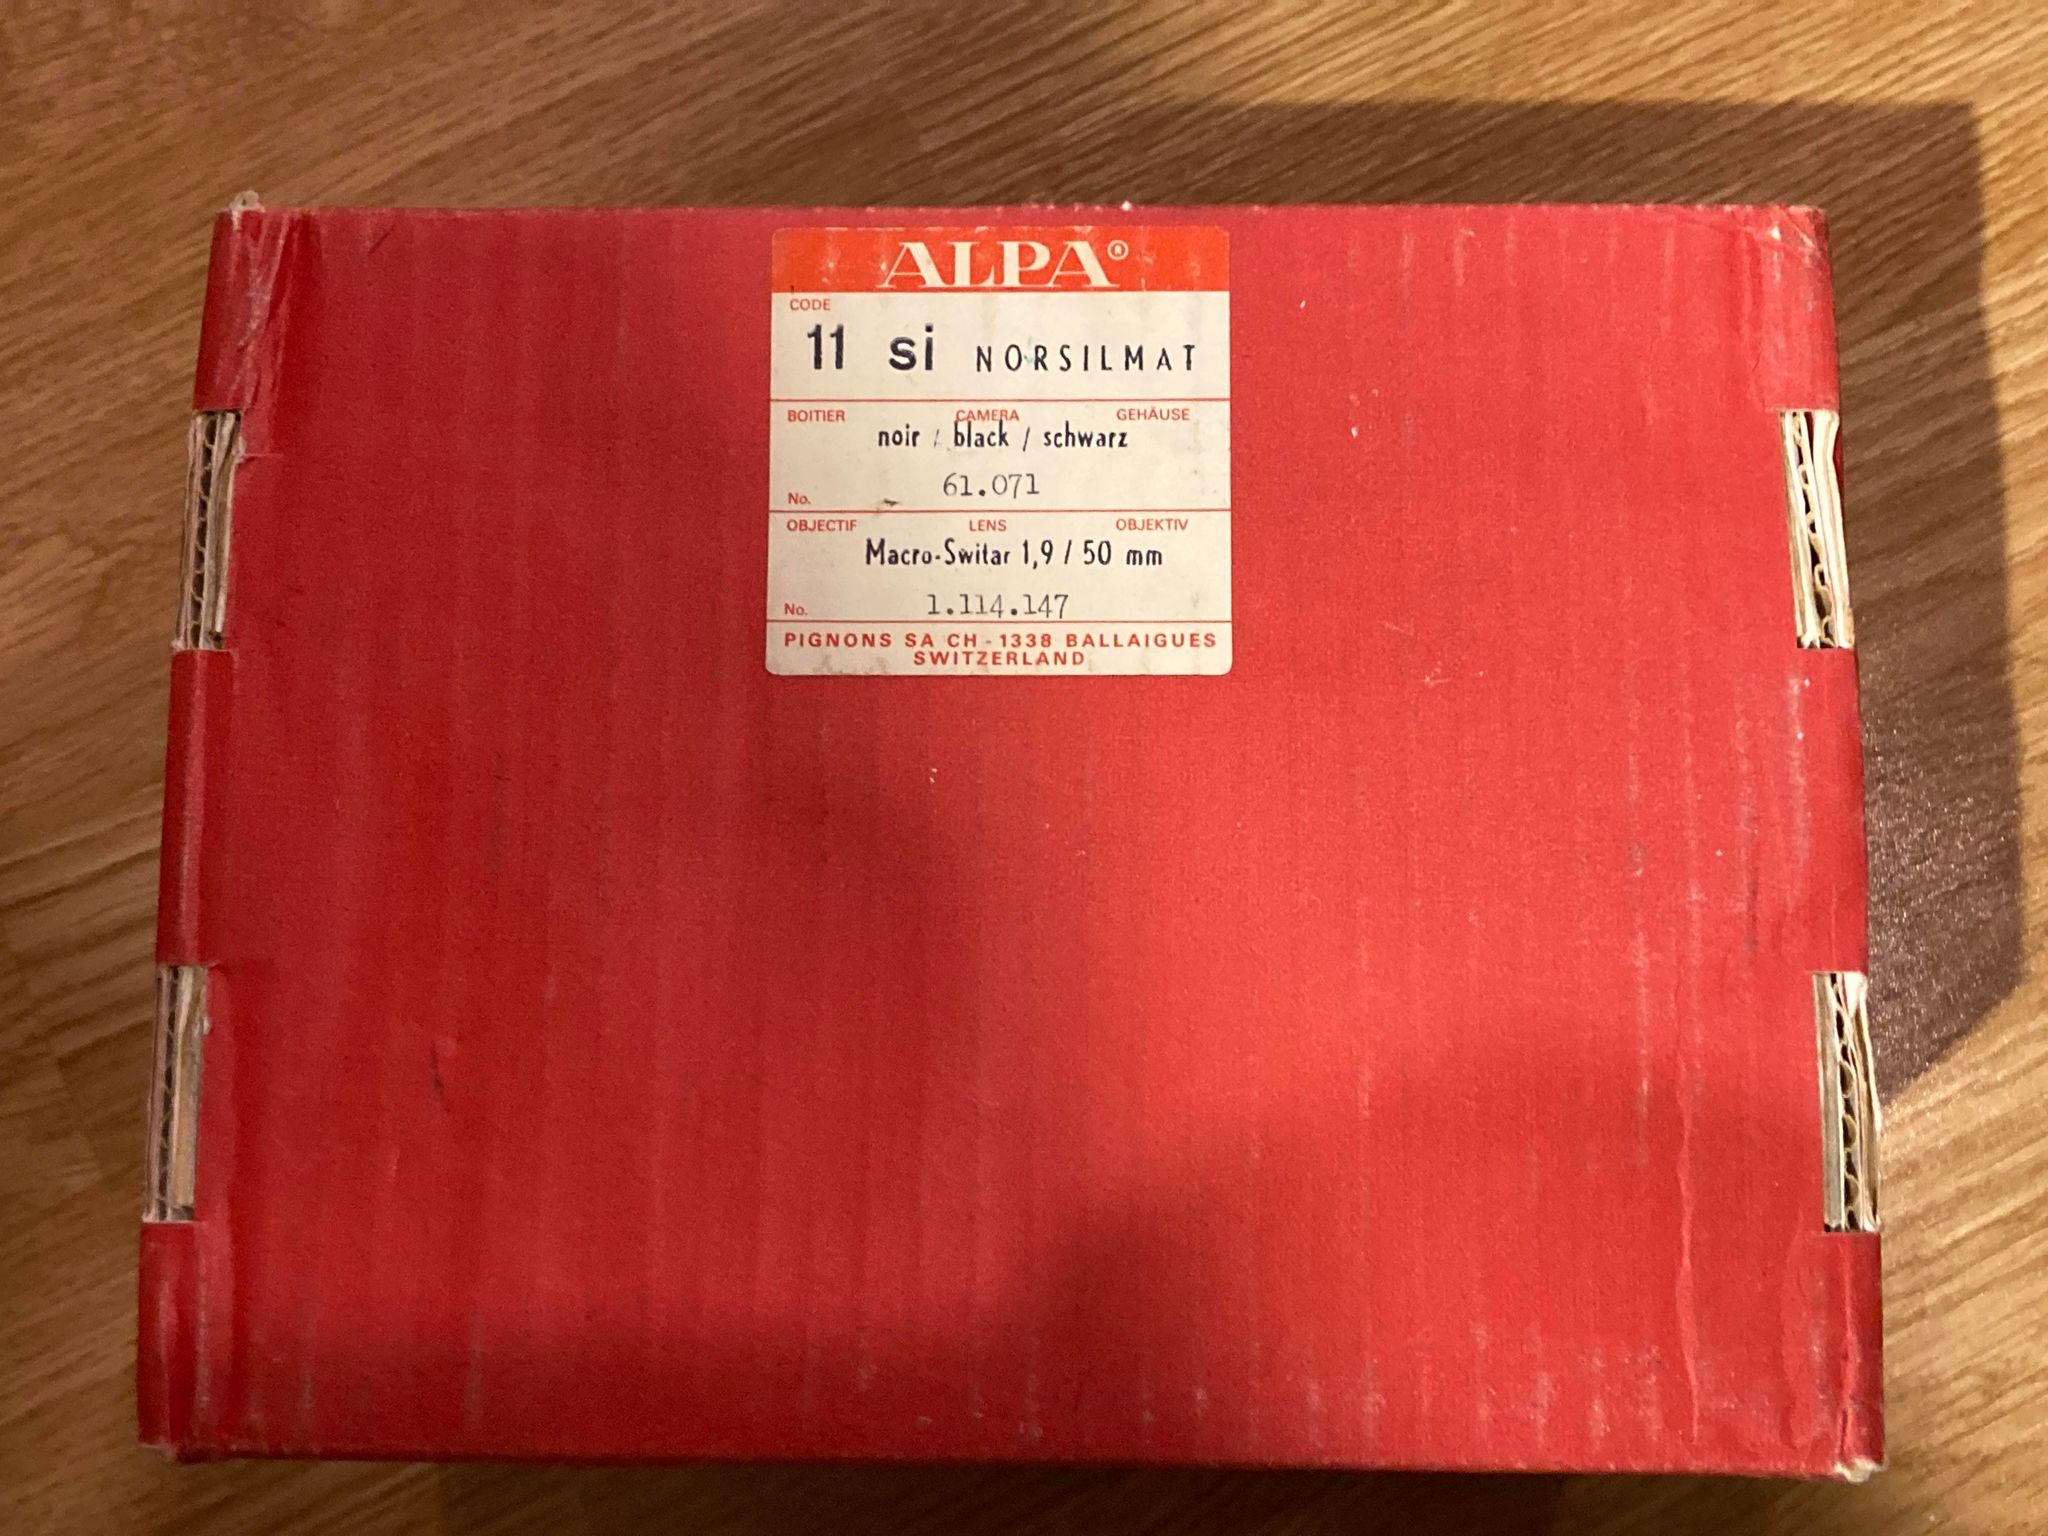 ALPA®
CODE
11 si NORSILMAT
BOITIER CAMERA GEHÄUSE
noir / black / schwarz
No. 61.071
OBJECTIF LENS OBJEKTIV
Macro-Switar 1,9 / 50 mm
No. 1.114.147
PIGNONS SA CH - 1338 BALLAIGUES
SWITZERLAND